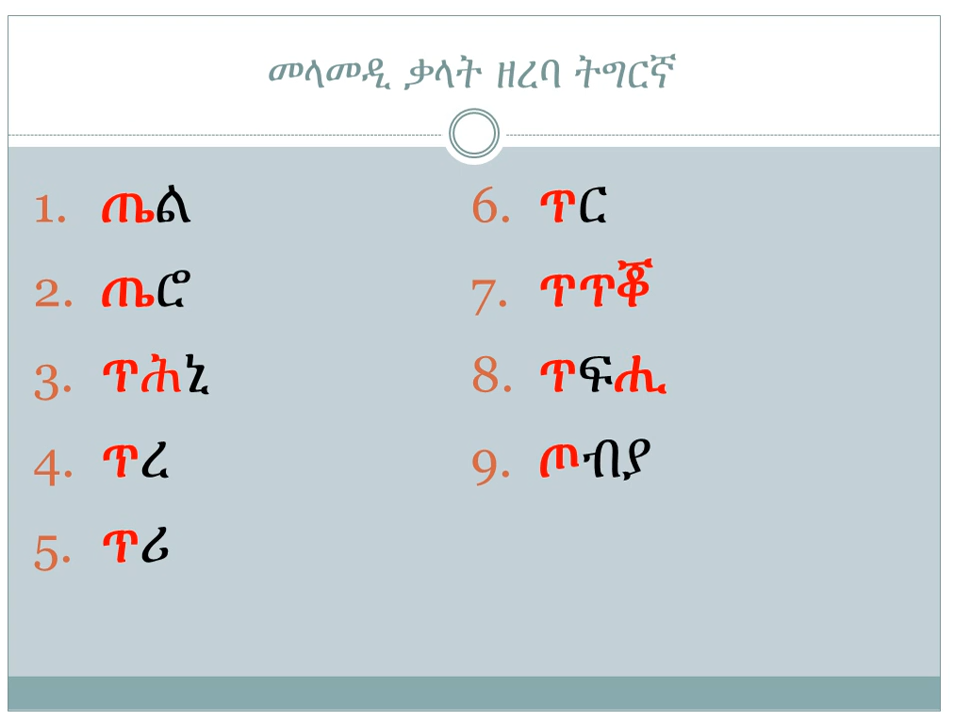 መላመዲ ቃላት ዘረባ ትግርኛ
1. ጤል
2. ጤሮ
3. ጥሕኒ
4. ጥረ
5. ጥሪ
6. ጥር
7. ጥጥቖ
8. ጥፍሒ
9. ጦብያ